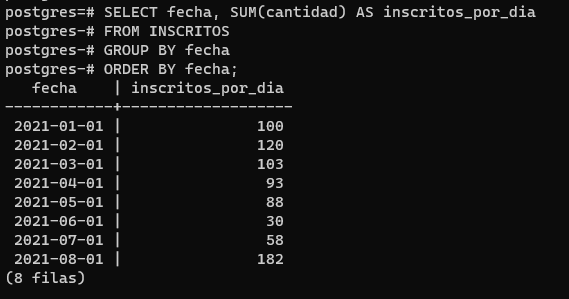 postgres=# SELECT fecha, SUM(cantidad) AS inscritos_por_dia
postgres-# FROM INSCRITOS
postgres-# GROUP BY fecha
postgres-# ORDER BY fecha;
   fecha    | inscritos_por_dia
------------+-------------------
 2021-01-01 |               100
 2021-02-01 |               120
 2021-03-01 |               103
 2021-04-01 |                93
 2021-05-01 |                88
 2021-06-01 |                30
 2021-07-01 |                58
 2021-08-01 |               182
(8 filas)